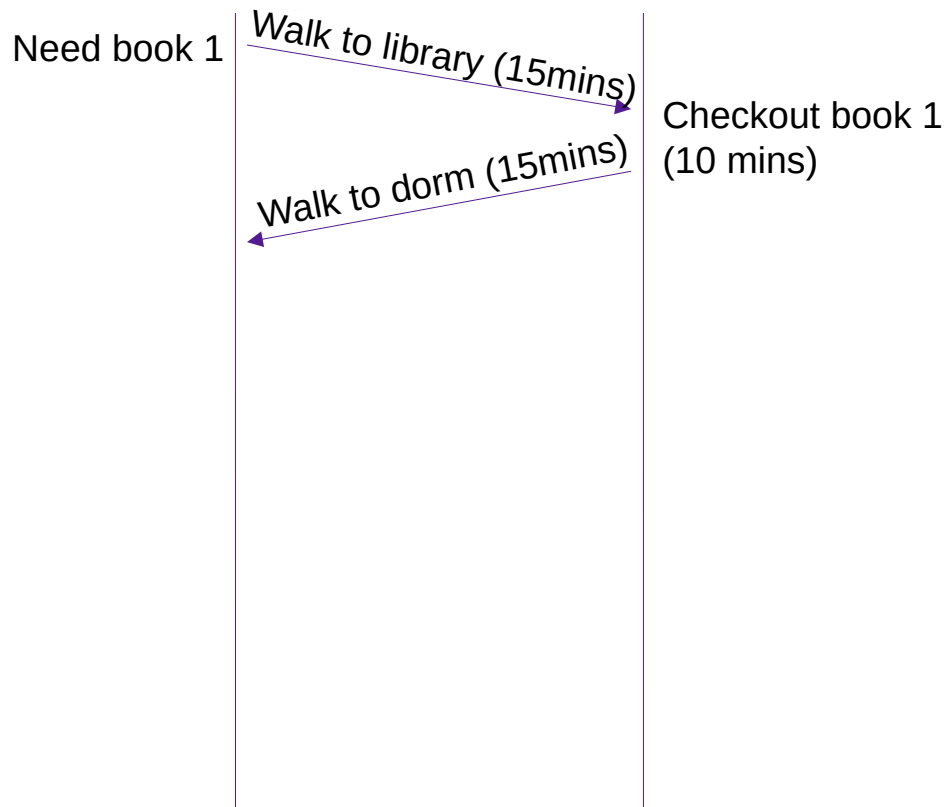 Need book 1
Walk to library (15mins)
Checkout book 1
(10 mins)
Walk to dorm (15mins)